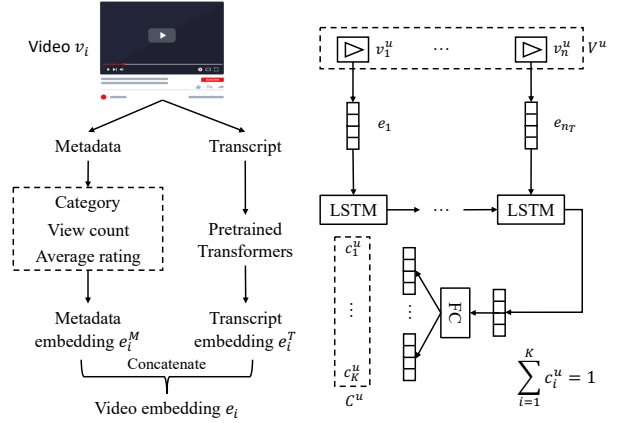 Video $v_i$
Metadata
Transcript
Category
View count
Average rating
Pretrained
Transformers
Metadata
embedding $e_i^M$
Transcript
embedding $e_i^T$
Concatenate
Video embedding $e_i$
$v_1^u$ ⋯ $v_n^u$ $V^u$
$e_1$ $e_{n_T}$
LSTM ⋯ LSTM
$c_1^u$
⋯
$c_K^u$
$C^u$
⋯
FC
$\sum_{i=1}^{K} c_i^u = 1$